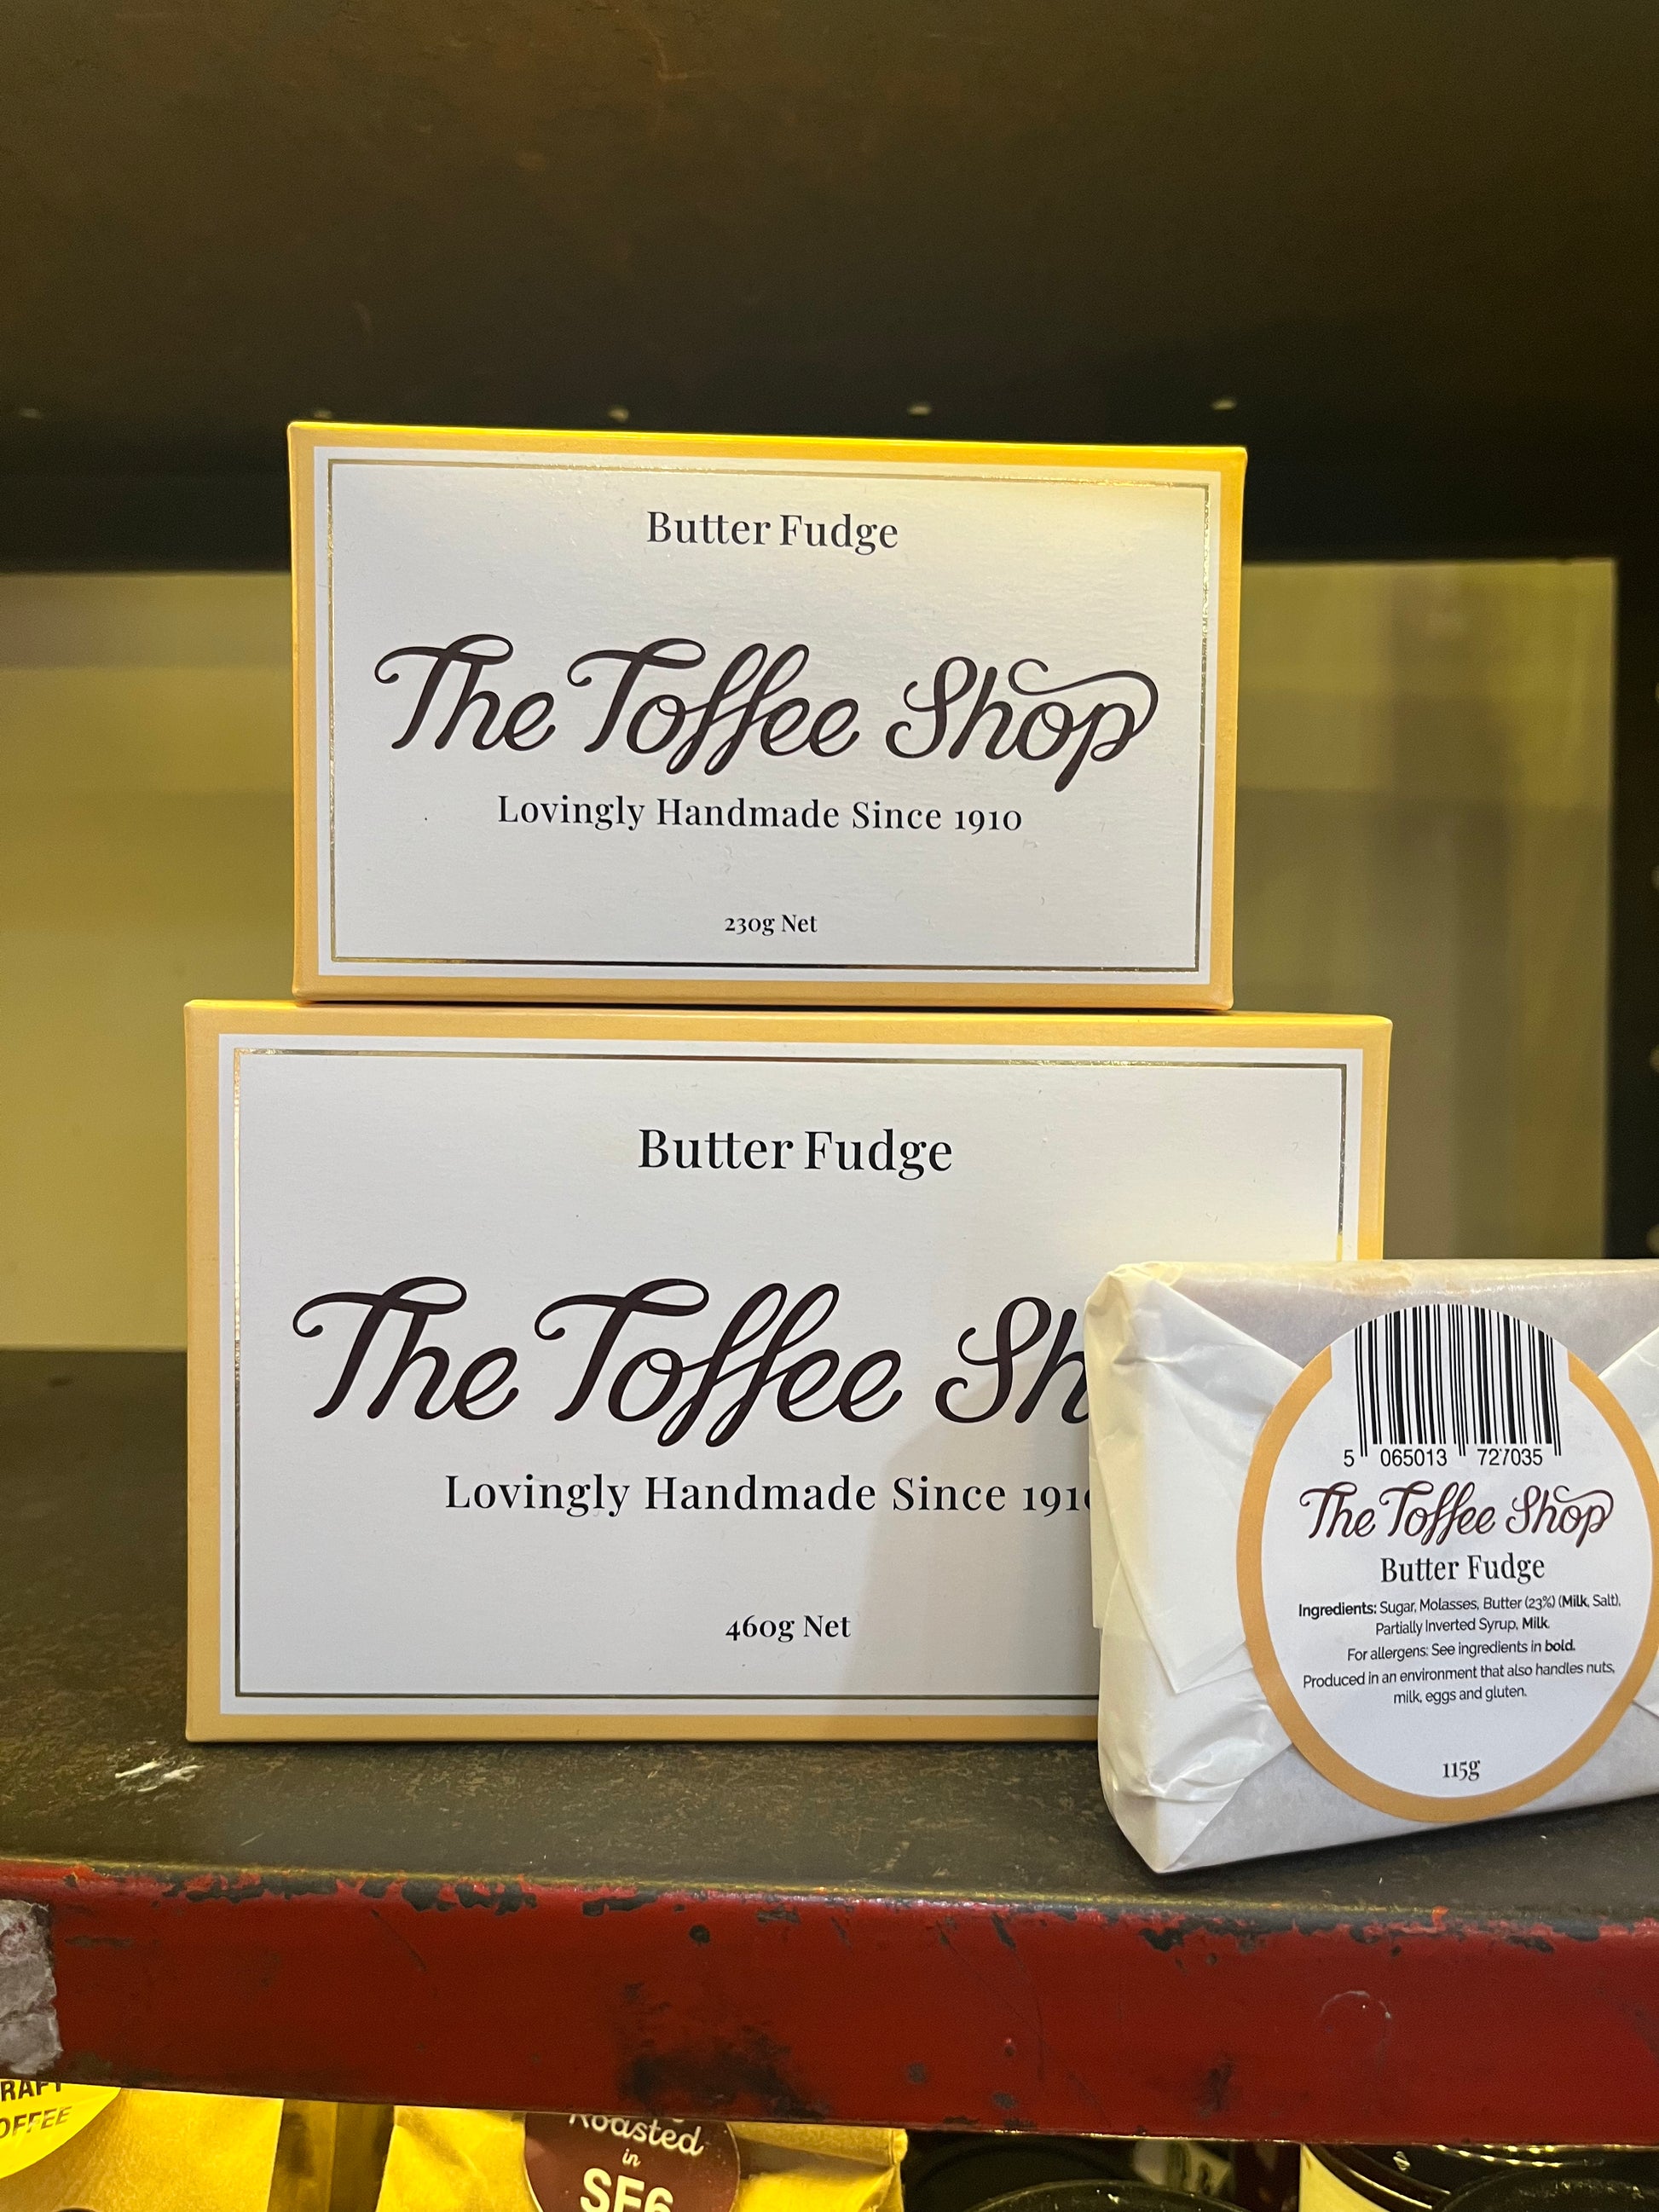 Butter Fudge
The Toffee Shop
Lovingly Handmade Since 1910
230g Net
Butter Fudge
The Toffee Sh
Lovingly Handmade Since 191
460g Net
5 065013 727035
The Toffee Shop
Butter Fudge
Ingredients: Sugar, Molasses, Butter (23%) (Milk, Salt),
Partially Inverted Syrup, Milk.
For allergens: See ingredients in bold.
Produced in an environment that also handles nuts,
milk, eggs and gluten.
115g
RAFT
OFFEE
Roasted
in
SE6